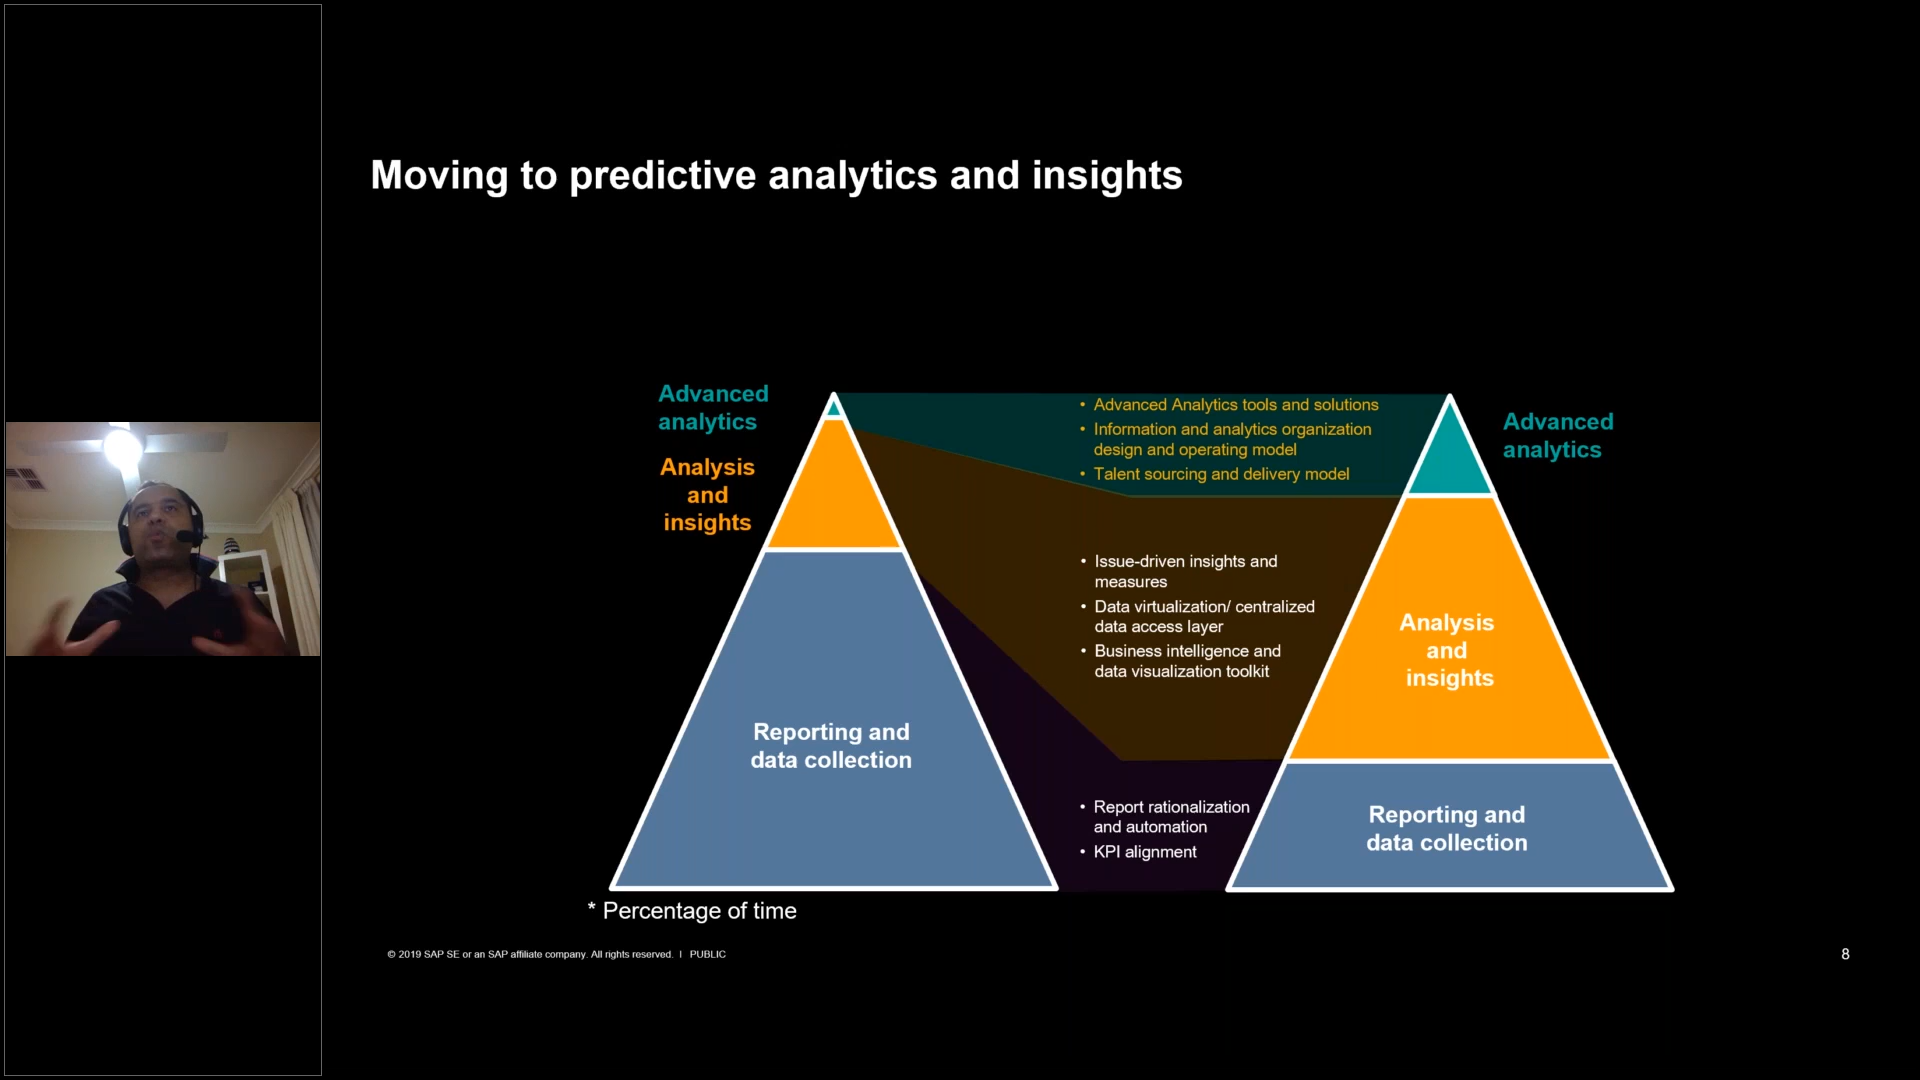 Moving to predictive analytics and insights
Advanced
analytics
Analysis
and
insights
Reporting and
data collection
• Advanced Analytics tools and solutions
• Information and analytics organization
design and operating model
• Talent sourcing and delivery model
• Issue-driven insights and
measures
• Data virtualization/ centralized
data access layer
• Business intelligence and
data visualization toolkit
• Report rationalization
and automation
• KPI alignment
Advanced
analytics
Analysis
and
insights
Reporting and
data collection
* Percentage of time
© 2019 SAP SE or an SAP affiliate company. All rights reserved. | PUBLIC
8